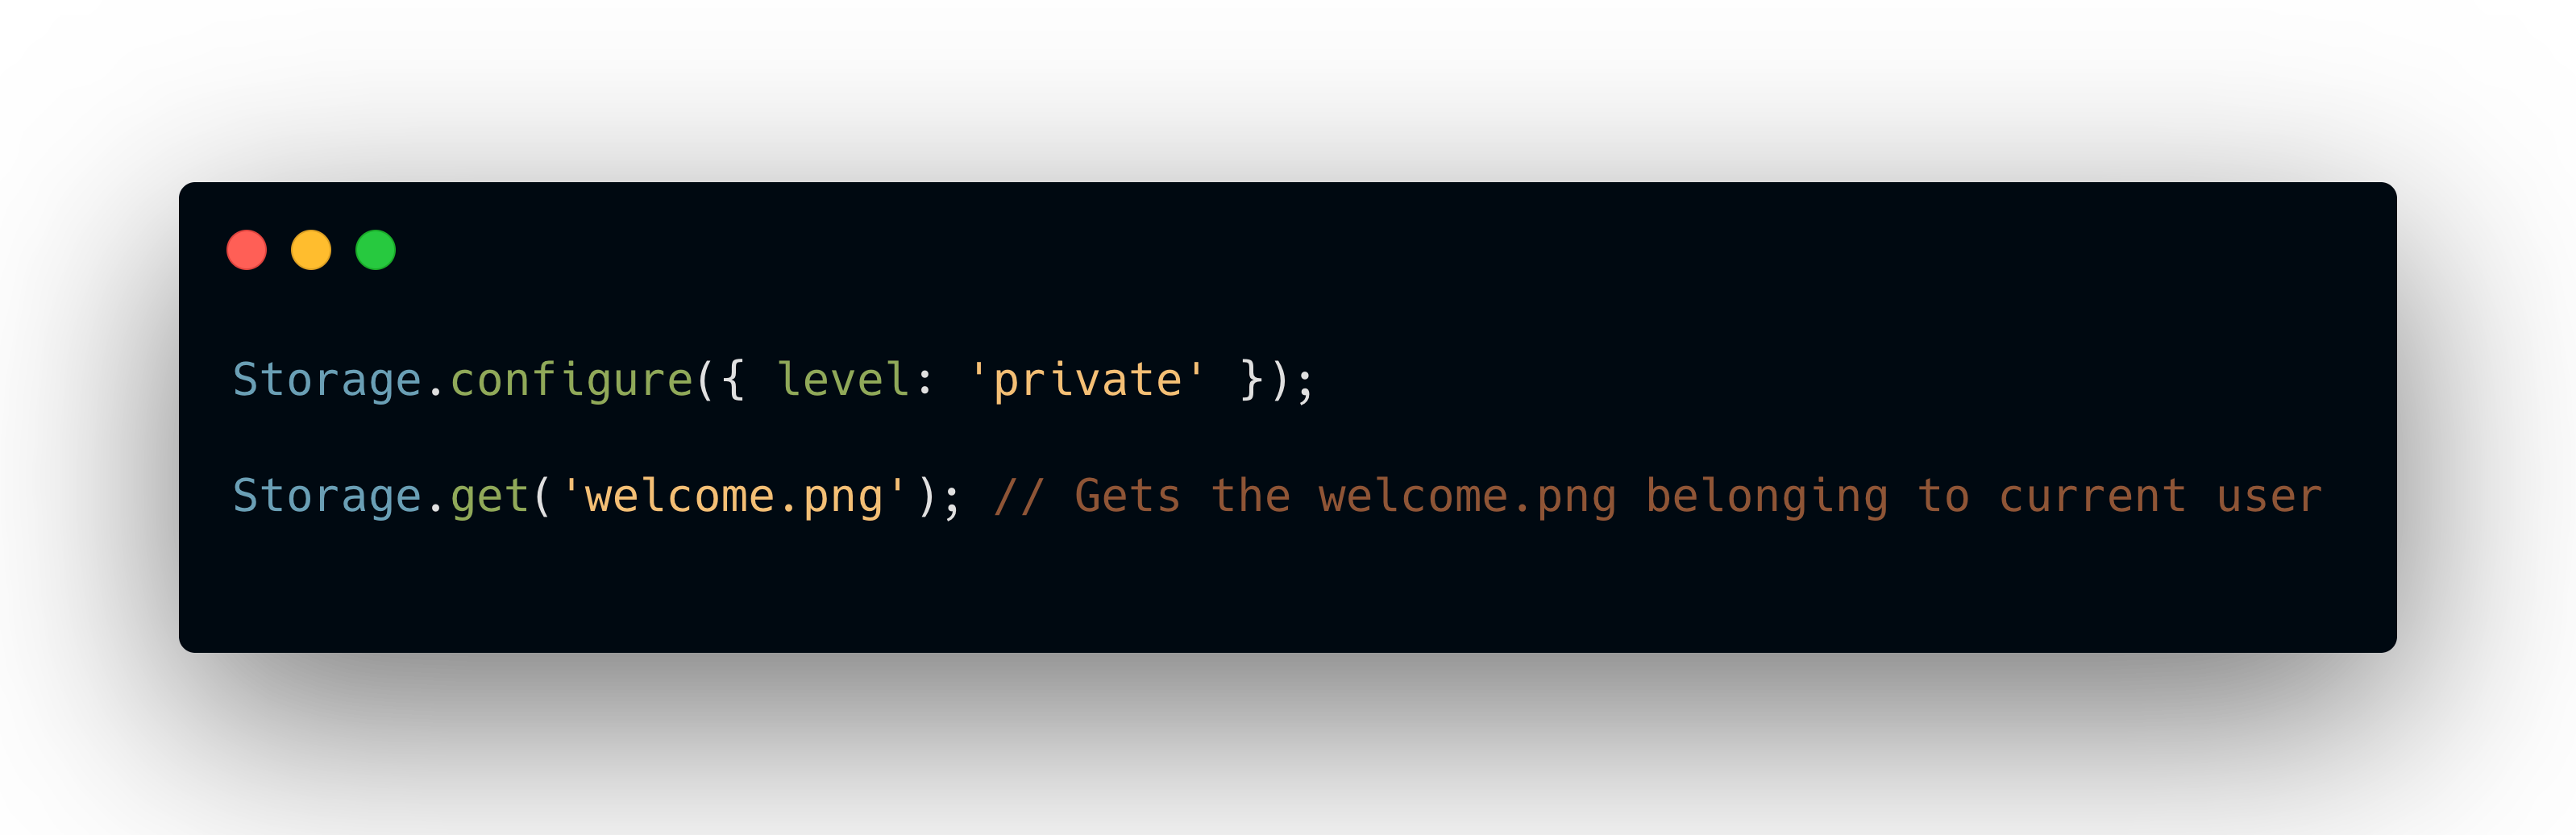 Storage.configure({ level: 'private' });
Storage.get('welcome.png'); // Gets the welcome.png belonging to current user